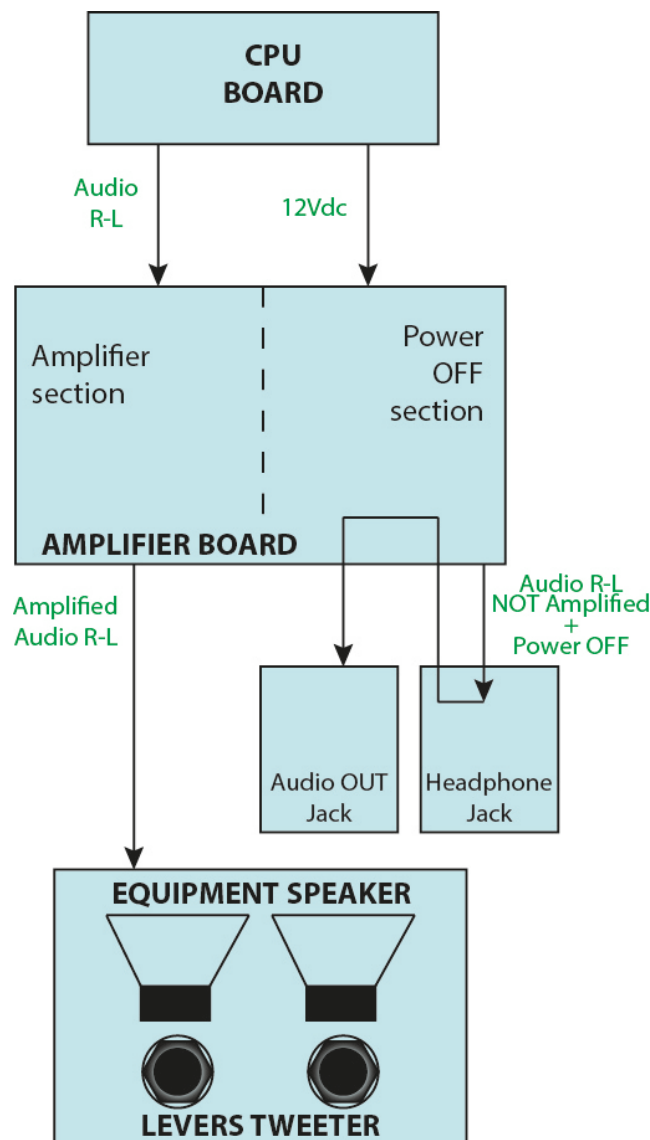 CPU
BOARD
Audio
R-L
12Vdc
Amplifier
section
Power
OFF
section
AMPLIFIER BOARD
Amplified
Audio R-L
Audio R-L
NOT Amplified
+
Power OFF
Audio OUT
Jack
Headphone
Jack
EQUIPMENT SPEAKER
LEVERS TWEETER